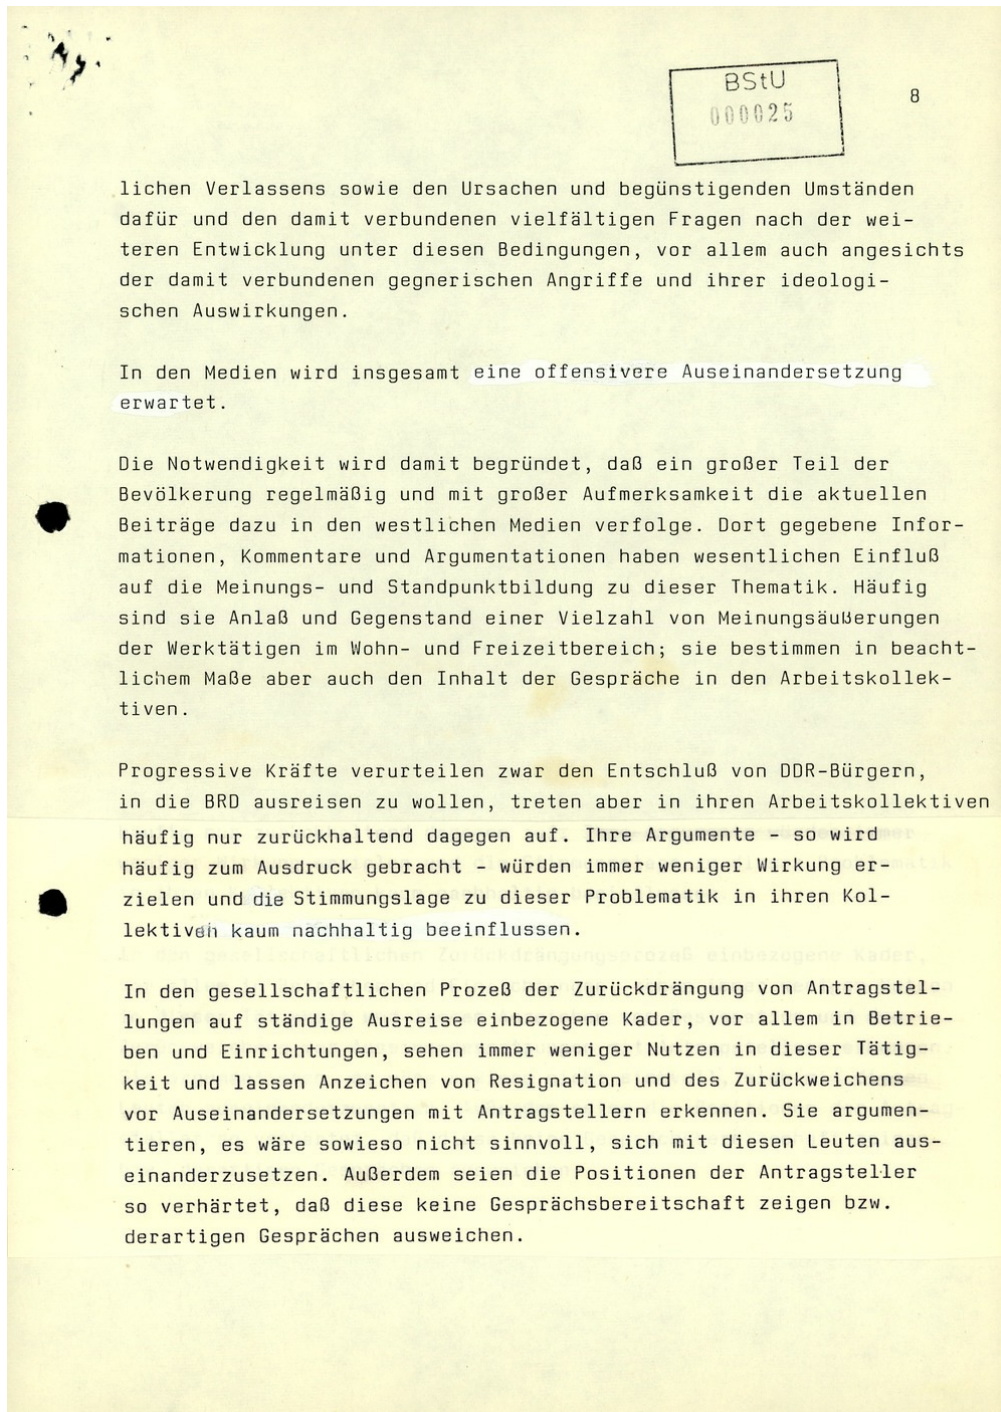 BStU
000025
8
lichen Verlassens sowie den Ursachen und begünstigenden Umständen
dafür und den damit verbundenen vielfältigen Fragen nach der wei-
teren Entwicklung unter diesen Bedingungen, vor allem auch angesichts
der damit verbundenen gegnerischen Angriffe und ihrer ideologi-
schen Auswirkungen.
In den Medien wird insgesamt eine offensivere Auseinandersetzung
erwartet.
Die Notwendigkeit wird damit begründet, daß ein großer Teil der
Bevölkerung regelmäßig und mit großer Aufmerksamkeit die aktuellen
Beiträge dazu in den westlichen Medien verfolge. Dort gegebene Infor-
mationen, Kommentare und Argumentationen haben wesentlichen Einfluß
auf die Meinungs- und Standpunktbildung zu dieser Thematik. Häufig
sind sie Anlaß und Gegenstand einer Vielzahl von Meinungsäußerungen
der Werktätigen im Wohn- und Freizeitbereich; sie bestimmen in beacht-
lichem Maße aber auch den Inhalt der Gespräche in den Arbeitskollek-
tiven.
Progressive Kräfte verurteilen zwar den Entschluß von DDR-Bürgern,
in die BRD ausreisen zu wollen, treten aber in ihren Arbeitskollektiven
häufig nur zurückhaltend dagegen auf. Ihre Argumente - so wird
häufig zum Ausdruck gebracht - würden immer weniger Wirkung er-
zielen und die Stimmungslage zu dieser Problematik in ihren Kol-
lektiven kaum nachhaltig beeinflussen.
In den gesellschaftlichen Prozeß der Zurückdrängung von Antragstel-
lungen auf ständige Ausreise einbezogene Kader, vor allem in Betrie-
ben und Einrichtungen, sehen immer weniger Nutzen in dieser Tätig-
keit und lassen Anzeichen von Resignation und des Zurückweichens
vor Auseinandersetzungen mit Antragstellern erkennen. Sie argumen-
tieren, es wäre sowieso nicht sinnvoll, sich mit diesen Leuten aus-
einanderzusetzen. Außerdem seien die Positionen der Antragsteller
so verhärtet, daß diese keine Gesprächsbereitschaft zeigen bzw.
derartigen Gesprächen ausweichen.